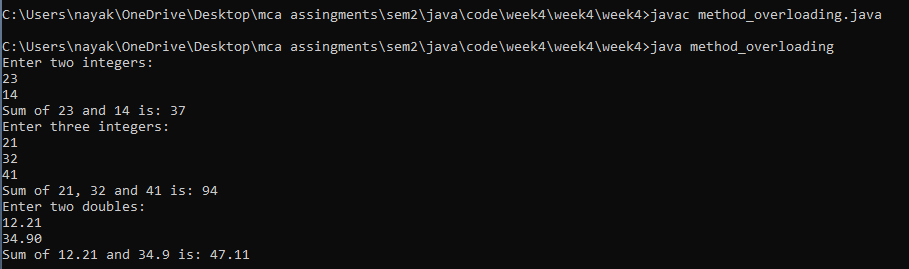 C:\Users\nayak\OneDrive\Desktop\mca assingments\sem2\java\code\week4\week4\week4>javac method_overloading.java
C:\Users\nayak\OneDrive\Desktop\mca assingments\sem2\java\code\week4\week4\week4>java method_overloading
Enter two integers:
23
14
Sum of 23 and 14 is: 37
Enter three integers:
21
32
41
Sum of 21, 32 and 41 is: 94
Enter two doubles:
12.21
34.90
Sum of 12.21 and 34.9 is: 47.11